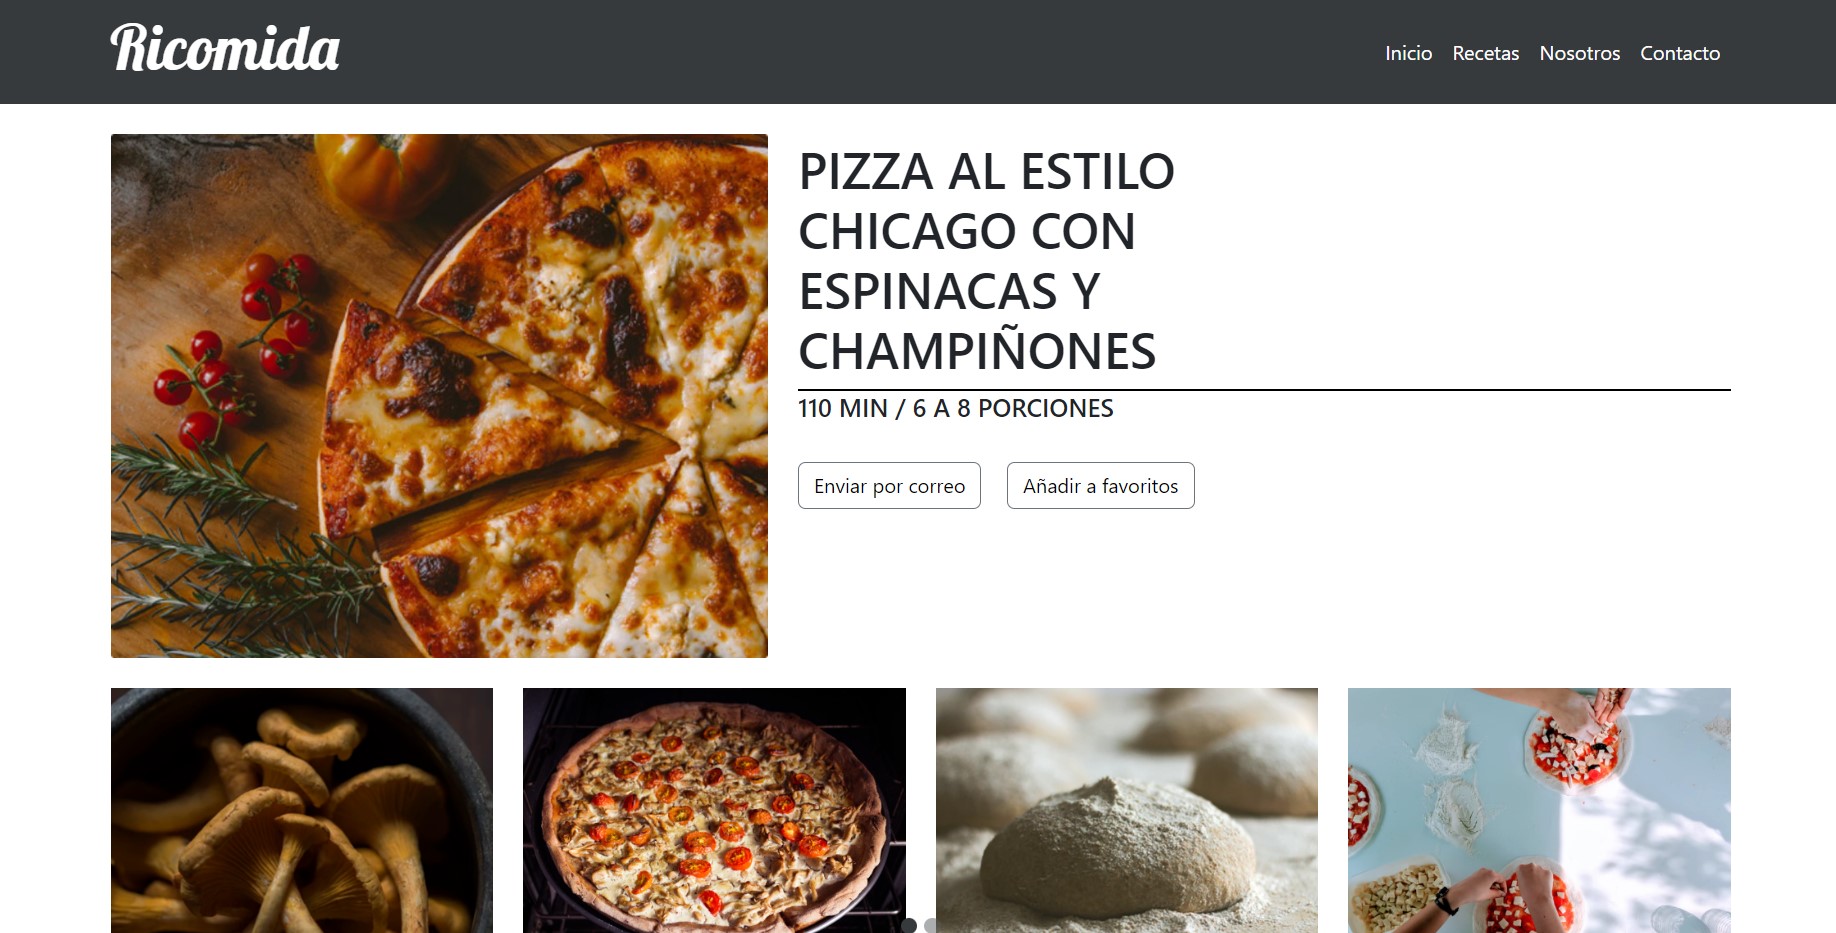 Ricomida
Inicio Recetas Nosotros Contacto
PIZZA AL ESTILO
CHICAGO CON
ESPINACAS Y
CHAMPIÑONES
110 MIN / 6 A 8 PORCIONES
Enviar por correo Añadir a favoritos